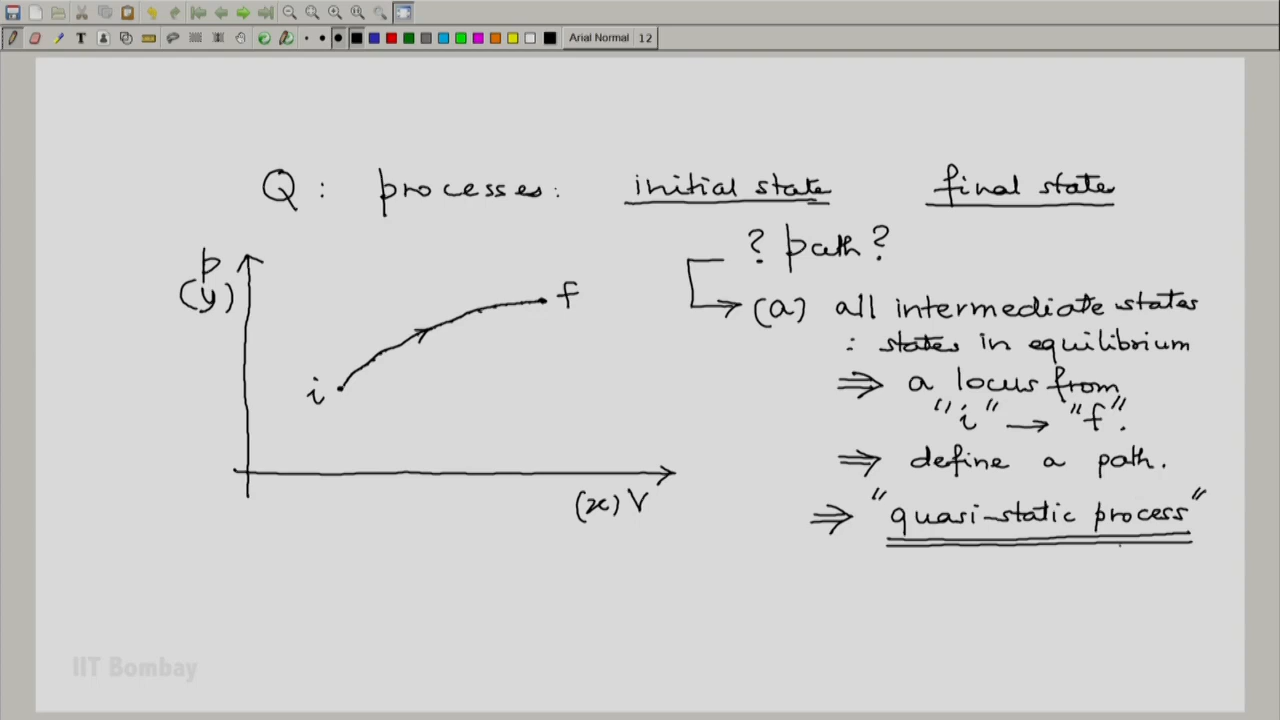 Arial Normal 12
Q : processes : initial state final state
? path ?
p
(y)
f
i
(x) V
(a) all intermediate states
: states in equilibrium
⇒ a locus from
"i" → "f".
⇒ define a path.
⇒ "quasi-static process"
IIT Bombay